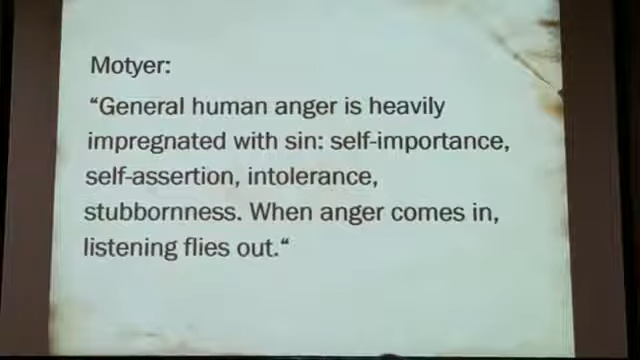 Motyer:
“General human anger is heavily
impregnated with sin: self-importance,
self-assertion, intolerance,
stubbornness. When anger comes in,
listening flies out.“